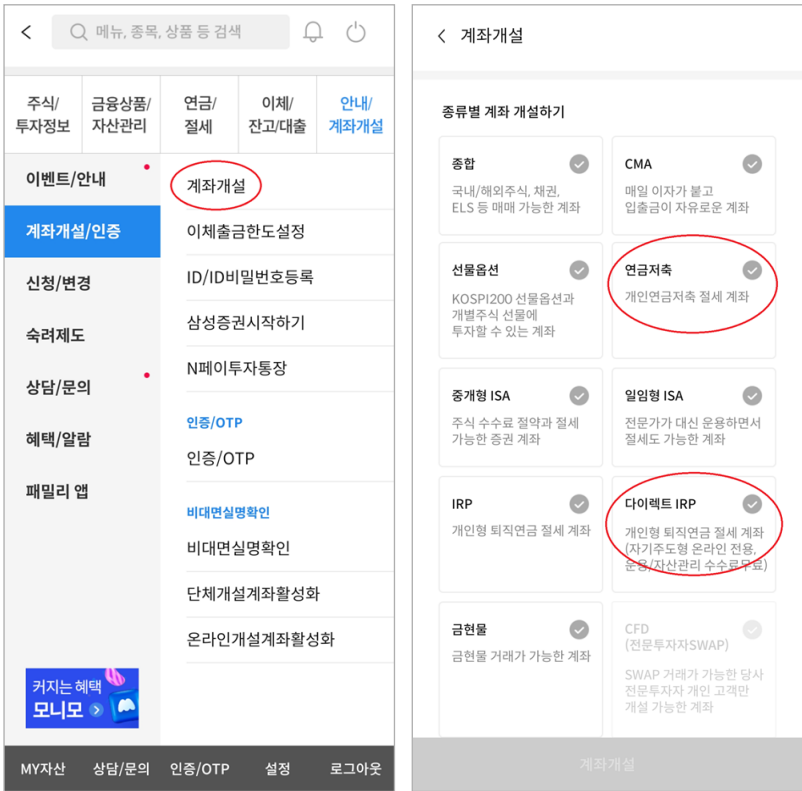 메뉴, 종목, 상품 등 검색
주식/
투자정보
금융상품/
자산관리
연금/
절세
이체/
잔고/대출
안내/
계좌개설
이벤트/안내
계좌개설/인증
신청/변경
숙려제도
상담/문의
혜택/알람
패밀리 앱
계좌개설
이체출금한도설정
ID/ID비밀번호등록
삼성증권시작하기
N페이투자통장
인증/OTP
인증/OTP
비대면실명확인
비대면실명확인
단체개설계좌활성화
온라인개설계좌활성화
커지는 혜택
모니모
MY자산
상담/문의
인증/OTP
설정
로그아웃
계좌개설
종류별 계좌 개설하기
종합
국내/해외주식, 채권,
ELS 등 매매 가능한 계좌
CMA
매일 이자가 붙고
입출금이 자유로운 계좌
선물옵션
KOSPI200 선물옵션과
개별주식 선물에
투자할 수 있는 계좌
연금저축
개인연금저축 절세 계좌
중개형 ISA
주식 수수료 절약과 절세
가능한 증권 계좌
일임형 ISA
전문가가 대신 운용하면서
절세도 가능한 계좌
IRP
개인형 퇴직연금 절세 계좌
다이렉트 IRP
개인형 퇴직연금 절세 계좌
(자기주도형 온라인 전용,
운용/자산관리 수수료무료)
금현물
금현물 거래가 가능한 계좌
CFD
(전문투자자SWAP)
SWAP 거래가 가능한 당사
전문투자자 개인 고객만
개설 가능한 계좌
계좌개설